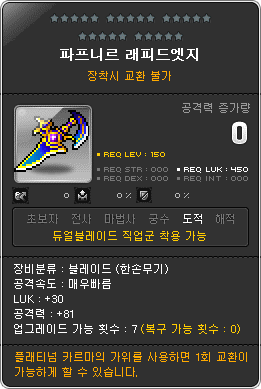 파프니르 래피드엣지
장착시 교환 불가
공격력 증가량
0
REQ LEV : 150
REQ STR : 000 REQ LUK : 450
REQ DEX : 000 REQ INT : 000
0 0 0
초보자 전사 마법사 궁수 도적 해적
듀얼블레이드 직업군 착용 가능
장비분류 : 블레이드 (한손무기)
공격속도 : 매우빠름
LUK : +30
공격력 : +81
업그레이드 가능 횟수 : 7 (복구 가능 횟수 : 0)
플래티넘 카르마의 가위를 사용하면 1회 교환이
가능하게 할 수 있습니다.